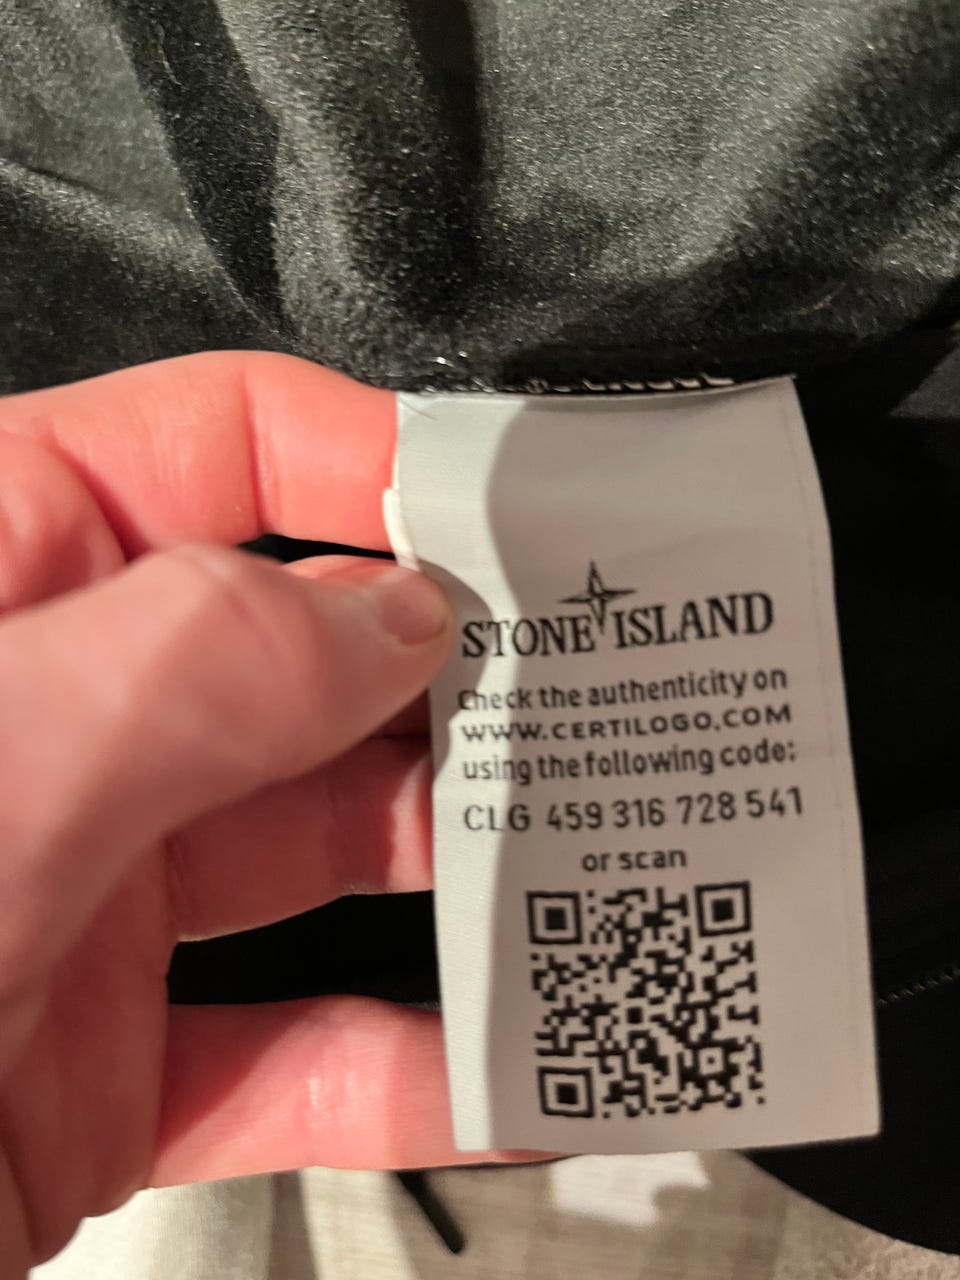 STONE ISLAND
Check the authenticity on
WWW.CERTILOGO.COM
using the following code:
CLG 459 316 728 541
or scan